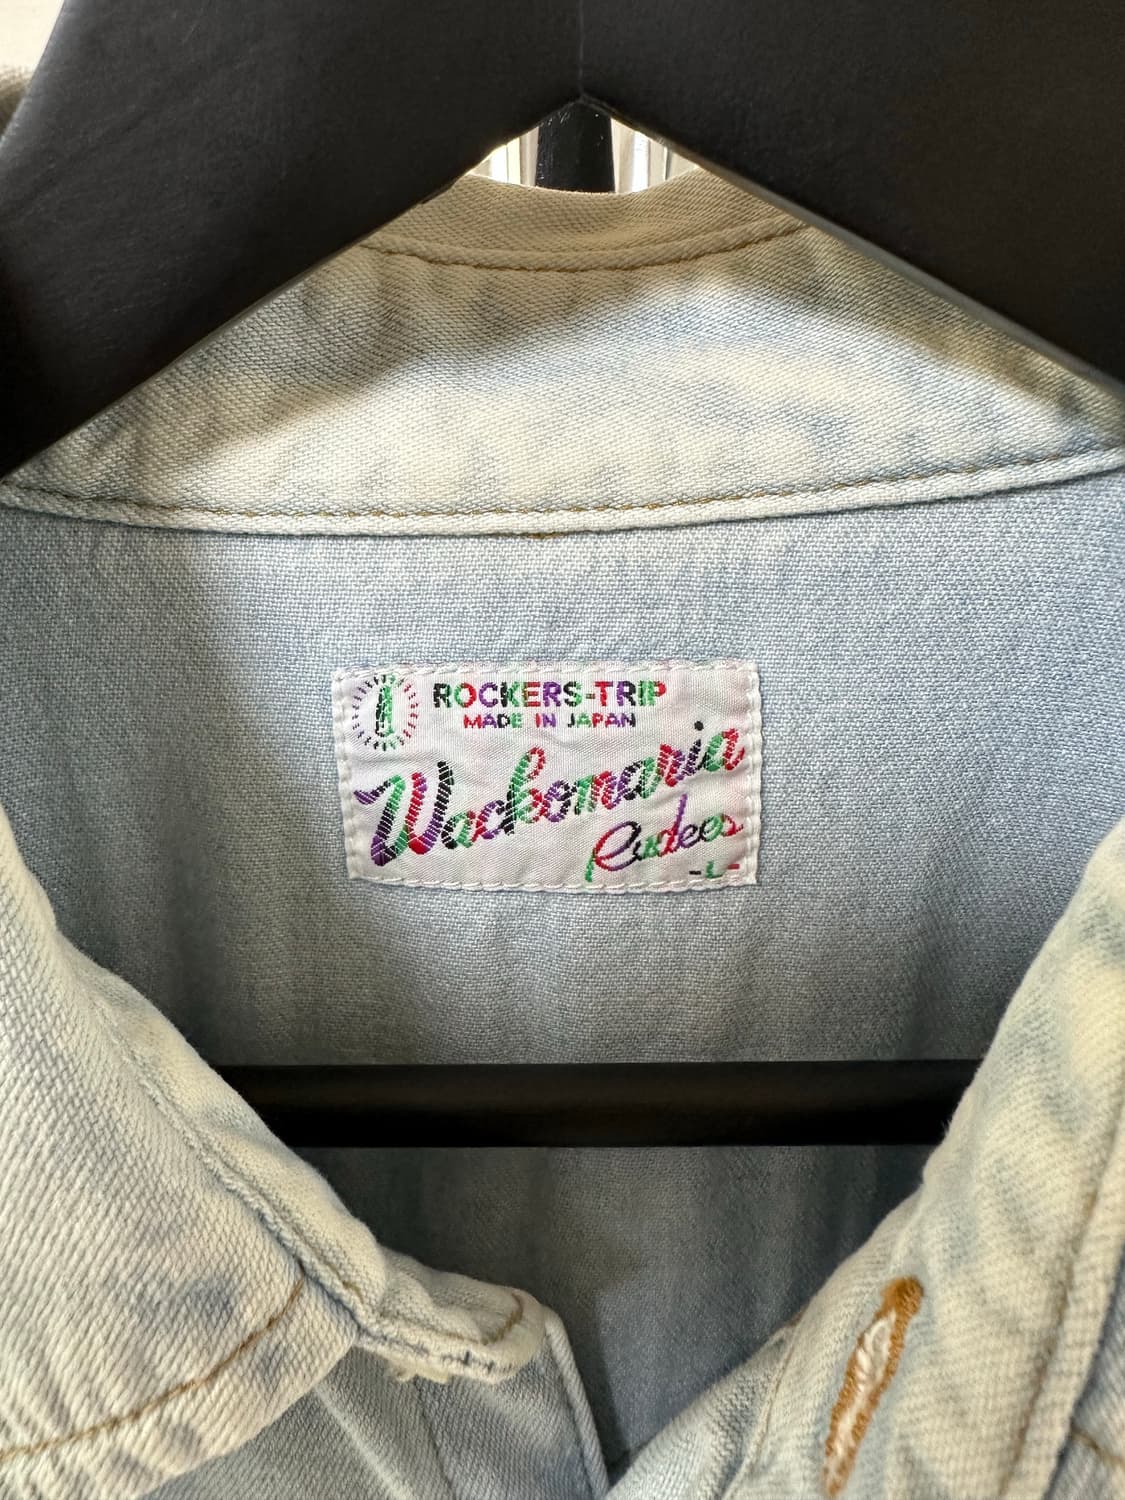 ROCKERS-TRIP
MADE IN JAPAN
Wackomaria
Rudees
-L-